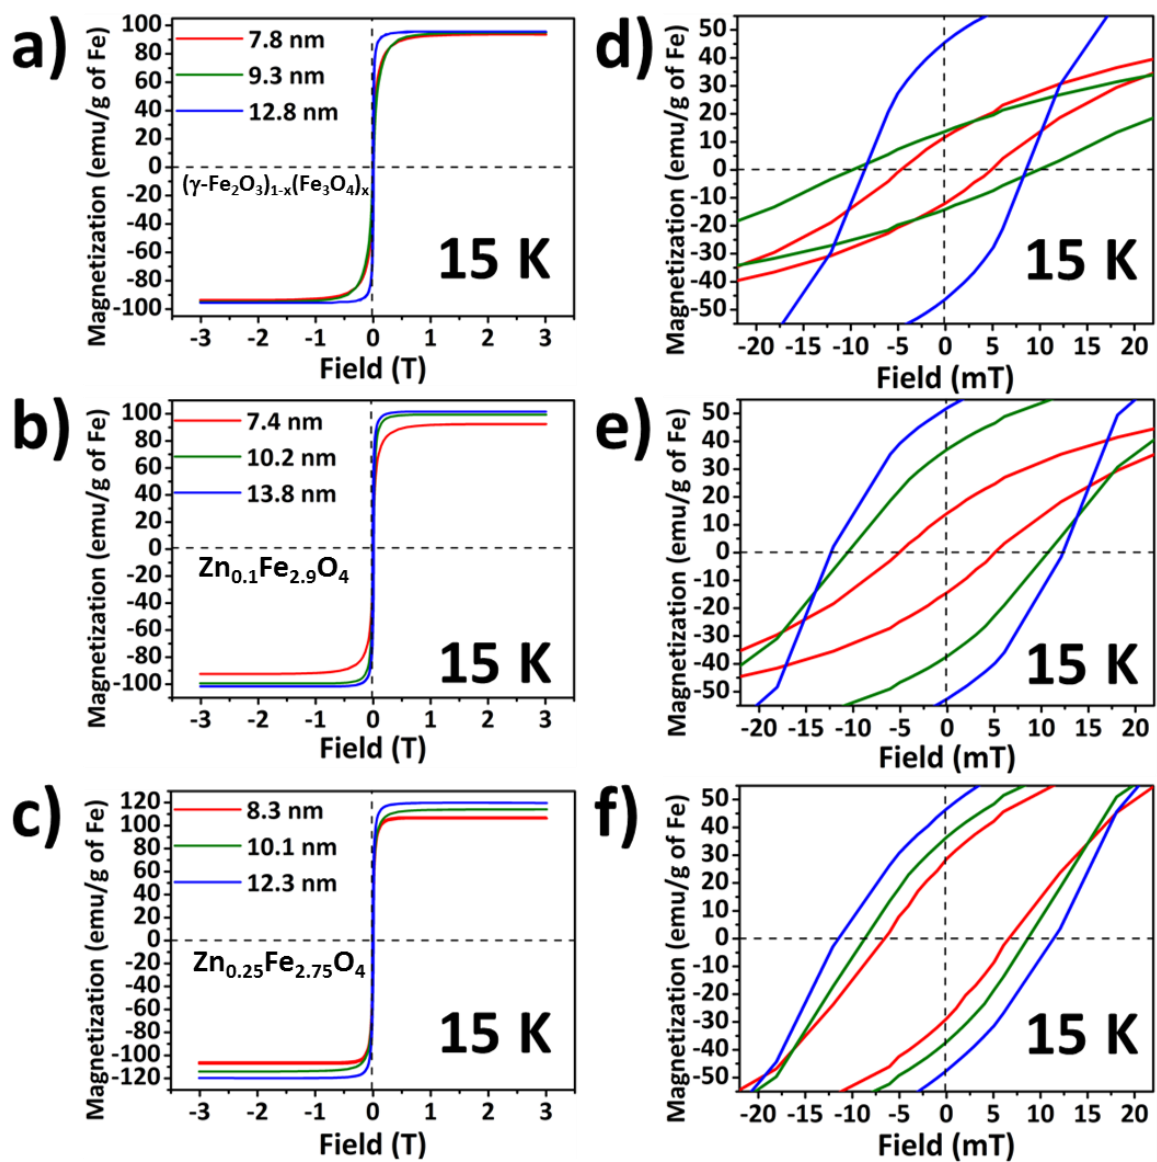 a)
Magnetization (emu/g of Fe)
100
80
60
40
20
0
-20
-40
-60
-80
-100
7.8 nm
9.3 nm
12.8 nm
(γ-Fe₂O₃)₁₋ₓ(Fe₃O₄)ₓ
15 K
-3 -2 -1 0 1 2 3
Field (T)
d)
Magnetization (emu/g of Fe)
50
40
30
20
10
0
-10
-20
-30
-40
-50
15 K
-20 -15 -10 -5 0 5 10 15 20
Field (mT)
b)
Magnetization (emu/g of Fe)
100
80
60
40
20
0
-20
-40
-60
-80
-100
7.4 nm
10.2 nm
13.8 nm
Zn₀.₁Fe₂.₉O₄
15 K
-3 -2 -1 0 1 2 3
Field (T)
e)
Magnetization (emu/g of Fe)
50
40
30
20
10
0
-10
-20
-30
-40
-50
15 K
-20 -15 -10 -5 0 5 10 15 20
Field (mT)
c)
Magnetization (emu/g of Fe)
120
100
80
60
40
20
0
-20
-40
-60
-80
-100
-120
8.3 nm
10.1 nm
12.3 nm
Zn₀.₂₅Fe₂.₇₅O₄
15 K
-3 -2 -1 0 1 2 3
Field (T)
f)
Magnetization (emu/g of Fe)
50
40
30
20
10
0
-10
-20
-30
-40
-50
15 K
-20 -15 -10 -5 0 5 10 15 20
Field (mT)